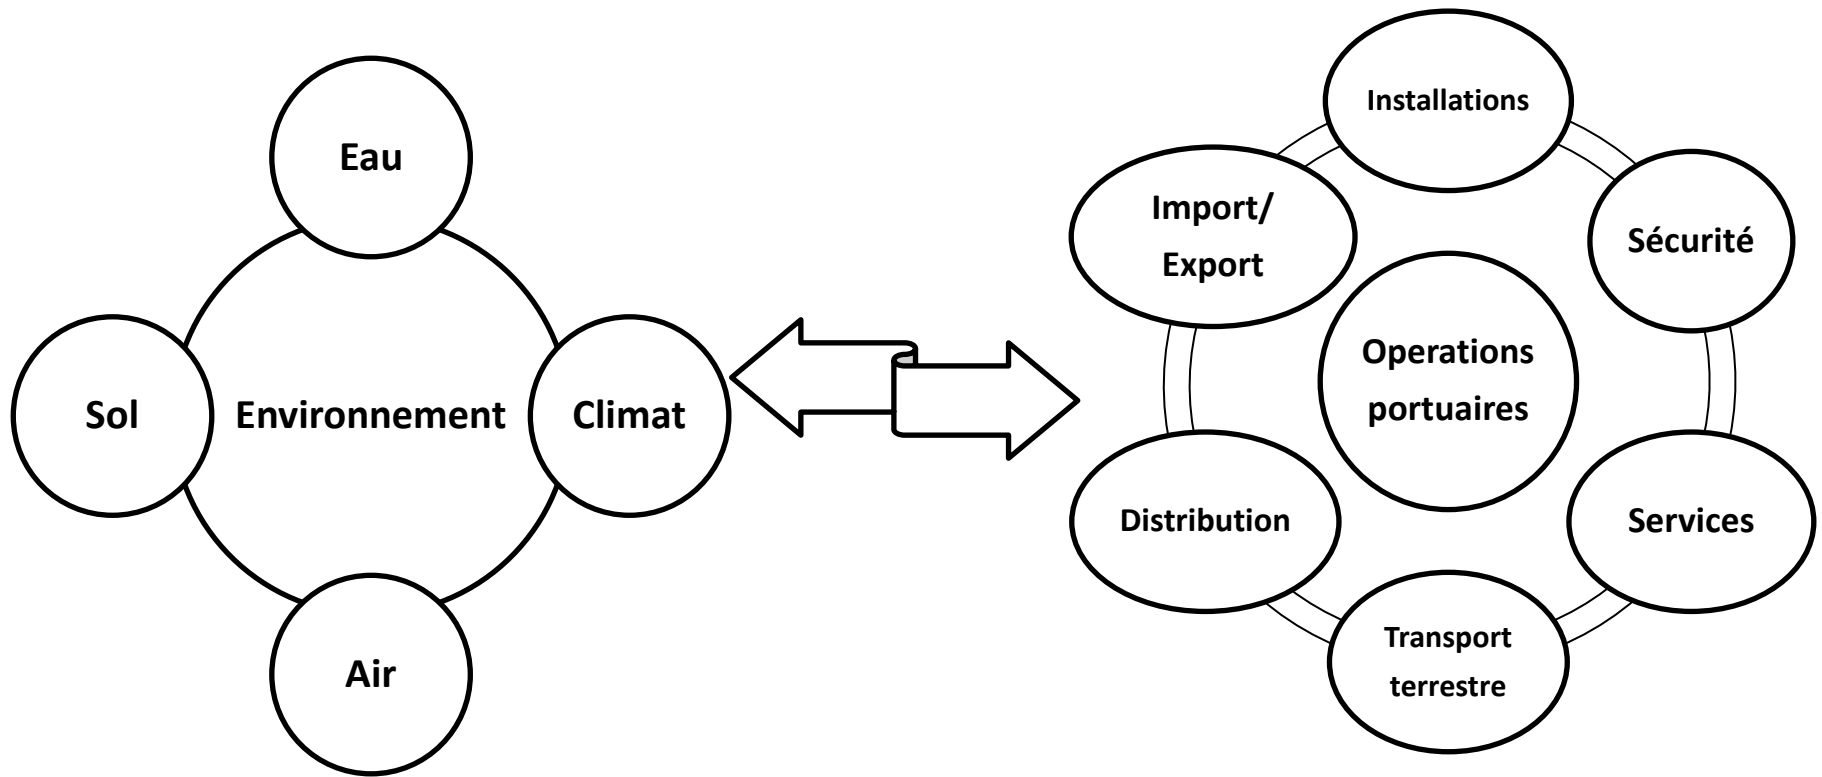 Eau
Sol
Environnement
Climat
Air
Installations
Import/
Export
Sécurité
Operations
portuaires
Distribution
Services
Transport
terrestre